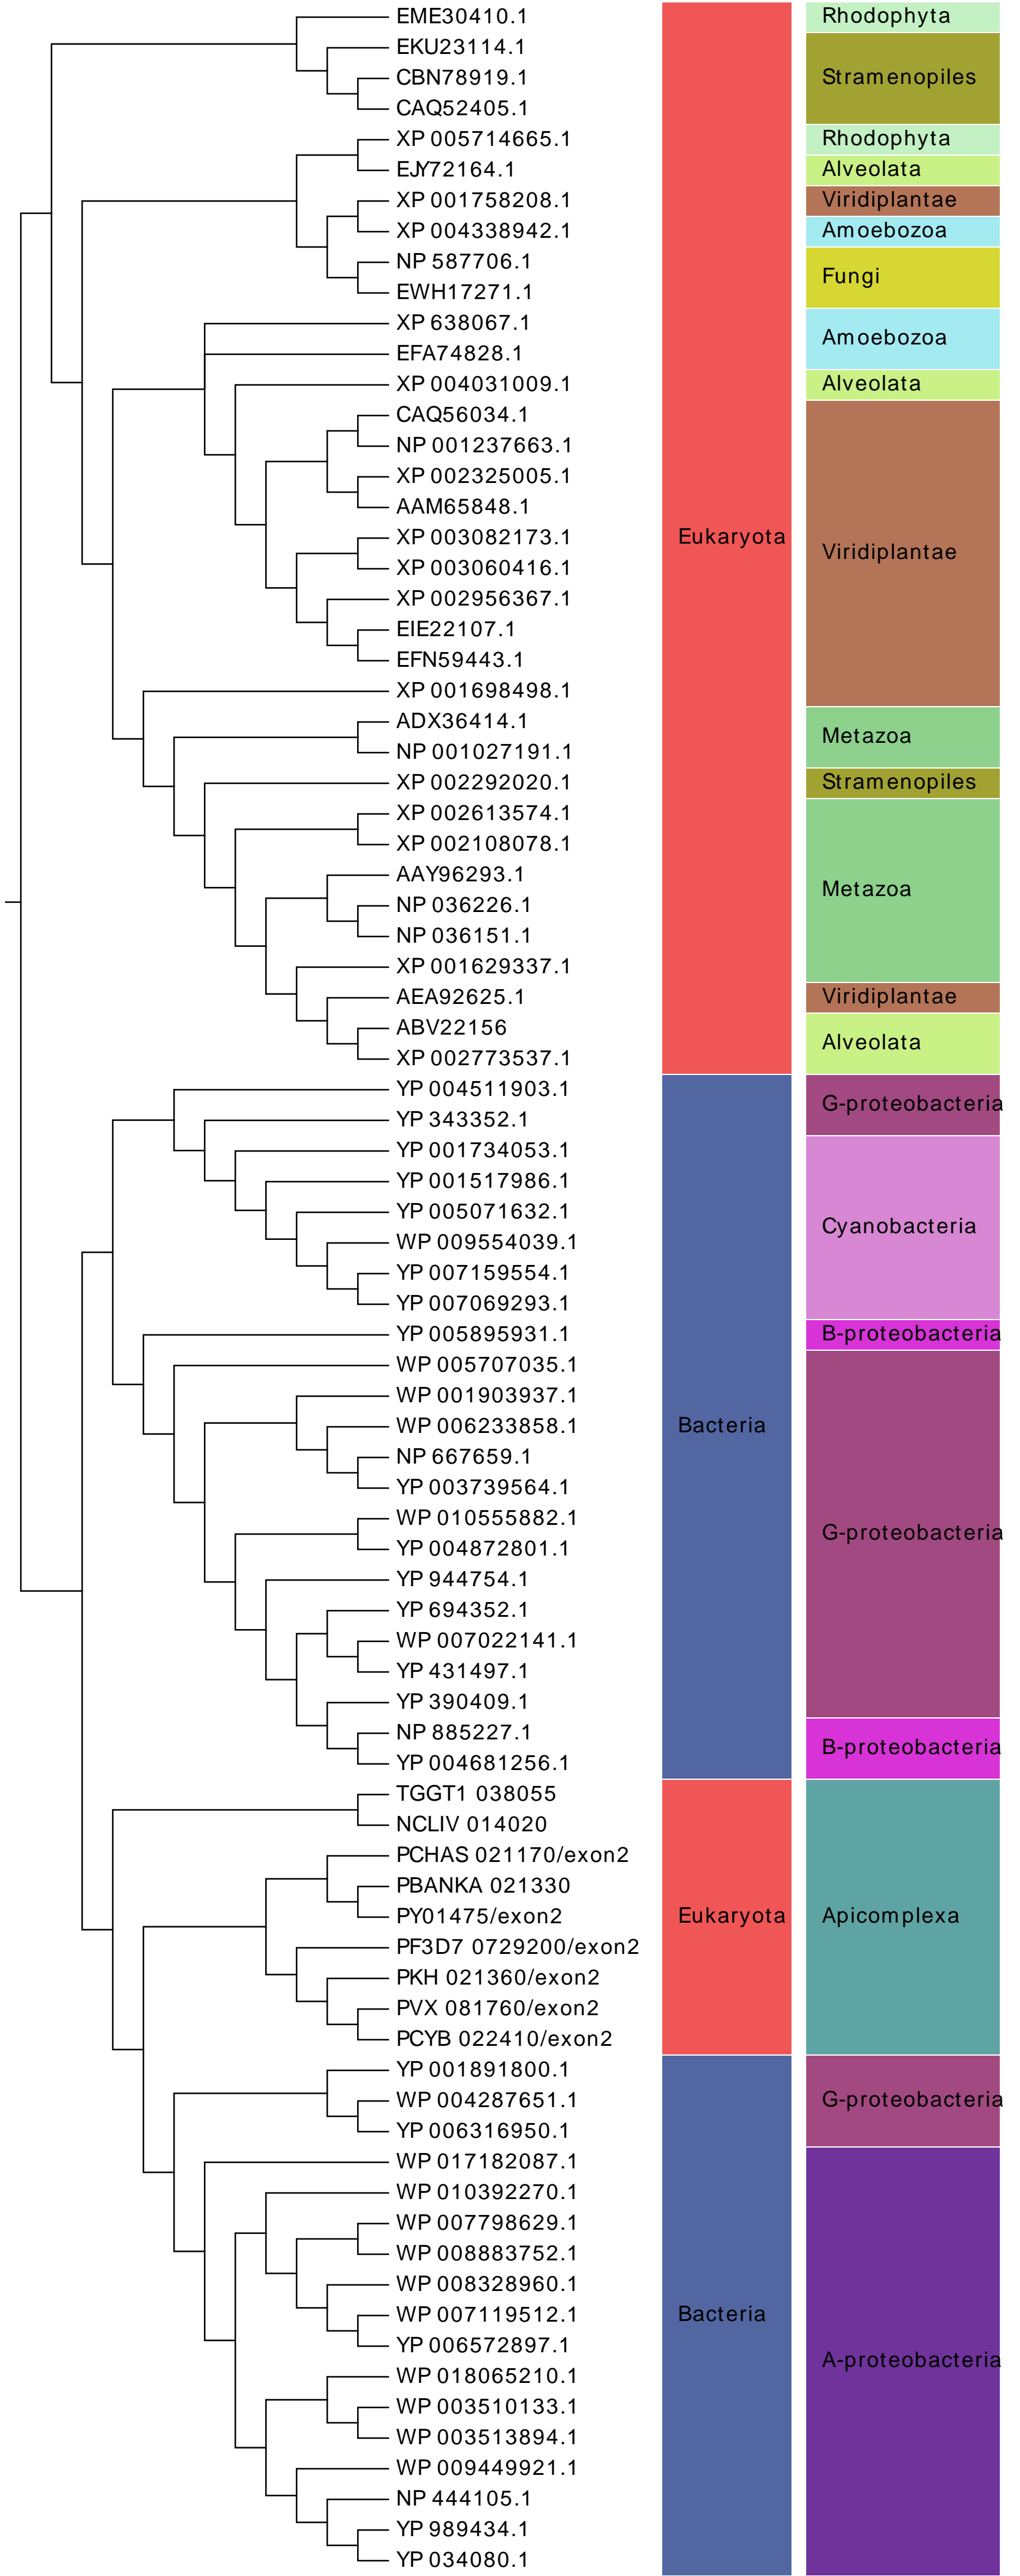 EME30410.1
Rhodophyta
EKU23114.1
CBN78919.1
Stramenopiles
CAQ52405.1
XP 005714665.1
Rhodophyta
EJY72164.1
Alveolata
XP 001758208.1
Viridiplantae
XP 004338942.1
Amoebozoa
NP 587706.1
Fungi
EWH17271.1
XP 638067.1
Amoebozoa
EFA74828.1
XP 004031009.1
Alveolata
CAQ56034.1
NP 001237663.1
XP 002325005.1
AAM65848.1
XP 003082173.1
Eukaryota
Viridiplantae
XP 003060416.1
XP 002956367.1
EIE22107.1
EFN59443.1
XP 001698498.1
ADX36414.1
Metazoa
NP 001027191.1
XP 002292020.1
Stramenopiles
XP 002613574.1
XP 002108078.1
AAY96293.1
Metazoa
NP 036226.1
NP 036151.1
XP 001629337.1
AEA92625.1
Viridiplantae
ABV22156
Alveolata
XP 002773537.1
YP 004511903.1
G-proteobacteria
YP 343352.1
YP 001734053.1
YP 001517986.1
YP 005071632.1
Cyanobacteria
WP 009554039.1
YP 007159554.1
YP 007069293.1
YP 005895931.1
B-proteobacteria
WP 005707035.1
WP 001903937.1
WP 006233858.1
Bacteria
NP 667659.1
YP 003739564.1
WP 010555882.1
G-proteobacteria
YP 004872801.1
YP 944754.1
YP 694352.1
WP 007022141.1
YP 431497.1
YP 390409.1
NP 885227.1
B-proteobacteria
YP 004681256.1
TGGT1 038055
NCLIV 014020
PCHAS 021170/exon2
PBANKA 021330
PY01475/exon2
Eukaryota
Apicomplexa
PF3D7 0729200/exon2
PKH 021360/exon2
PVX 081760/exon2
PCYB 022410/exon2
YP 001891800.1
WP 004287651.1
G-proteobacteria
YP 006316950.1
WP 017182087.1
WP 010392270.1
WP 007798629.1
WP 008883752.1
WP 008328960.1
WP 007119512.1
Bacteria
YP 006572897.1
A-proteobacteria
WP 018065210.1
WP 003510133.1
WP 003513894.1
WP 009449921.1
NP 444105.1
YP 989434.1
YP 034080.1